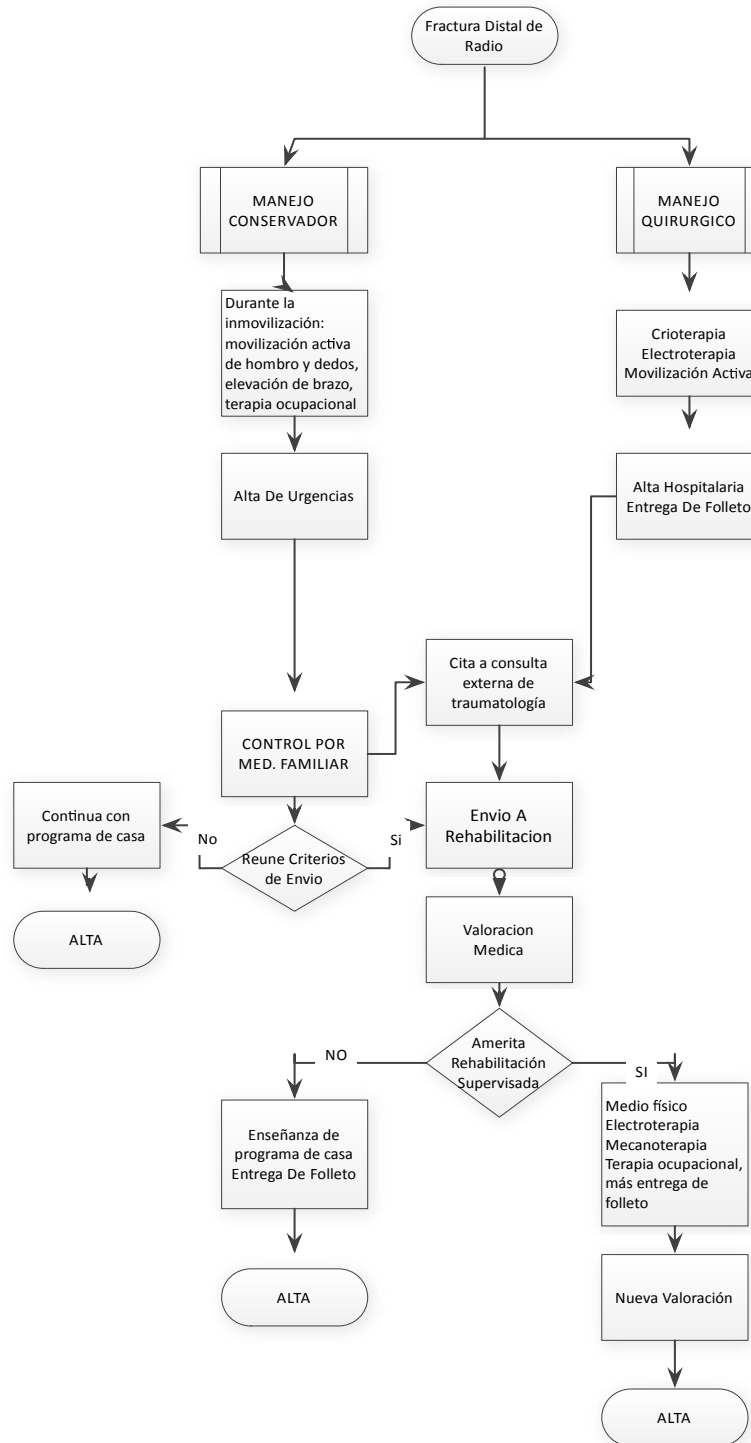 Fractura Distal de
Radio
MANEJO
CONSERVADOR
MANEJO
QUIRURGICO
Durante la
inmovilización:
movilización activa
de hombro y dedos,
elevación de brazo,
terapia ocupacional
Crioterapia
Electroterapia
Movilización Activa
Alta De Urgencias
Alta Hospitalaria
Entrega De Folleto
Cita a consulta
externa de
traumatología
CONTROL POR
MED. FAMILIAR
Continua con
programa de casa
No
Reune Criterios
de Envio
Si
Envio A
Rehabilitacion
ALTA
Valoracion
Medica
Amerita
Rehabilitación
Supervisada
NO
SI
Enseñanza de
programa de casa
Entrega De Folleto
Medio físico
Electroterapia
Mecanoterapia
Terapia ocupacional,
más entrega de
folleto
ALTA
Nueva Valoración
ALTA